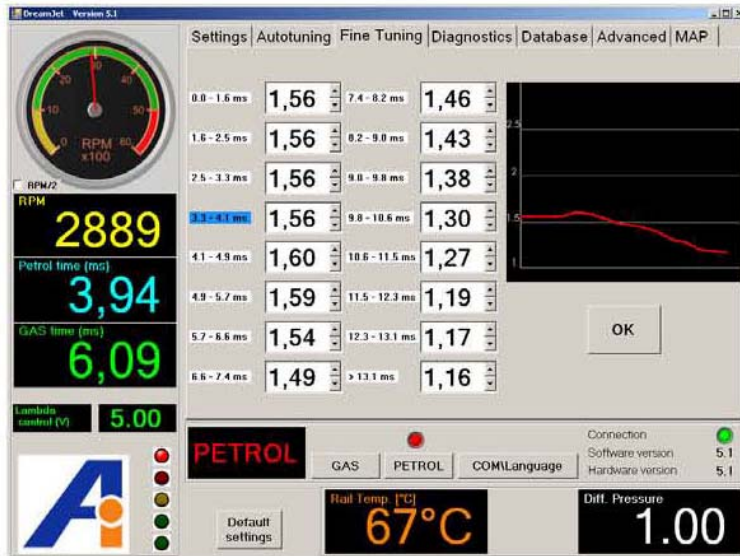 DreamJet Version 5.1
Settings Autotuning Fine Tuning Diagnostics Database Advanced MAP
0 10 20 30 40 50 60
RPM
x100
RPM/2
RPM
2889
Petrol time (ms)
3,94
GAS time (ms)
6,09
Lambda
control (V)
5.00
0.0 - 1.6 ms 1,56 7.4 - 8.2 ms 1,46
1.6 - 2.5 ms 1,56 8.2 - 9.0 ms 1,43
2.5 - 3.3 ms 1,56 9.0 - 9.8 ms 1,38
3.3 - 4.1 ms 1,56 9.8 - 10.6 ms 1,30
4.1 - 4.9 ms 1,60 10.6 - 11.5 ms 1,27
4.9 - 5.7 ms 1,59 11.5 - 12.3 ms 1,19
5.7 - 6.6 ms 1,54 12.3 - 13.1 ms 1,17
6.6 - 7.4 ms 1,49 > 13.1 ms 1,16
2.5
2
1.5
1
OK
PETROL
GAS PETROL COM\Language
Connection
Software version 5.1
Hardware version 5.1
Ai
Default
settings
Rail Temp. [°C]
67°C
Diff. Pressure
1.00